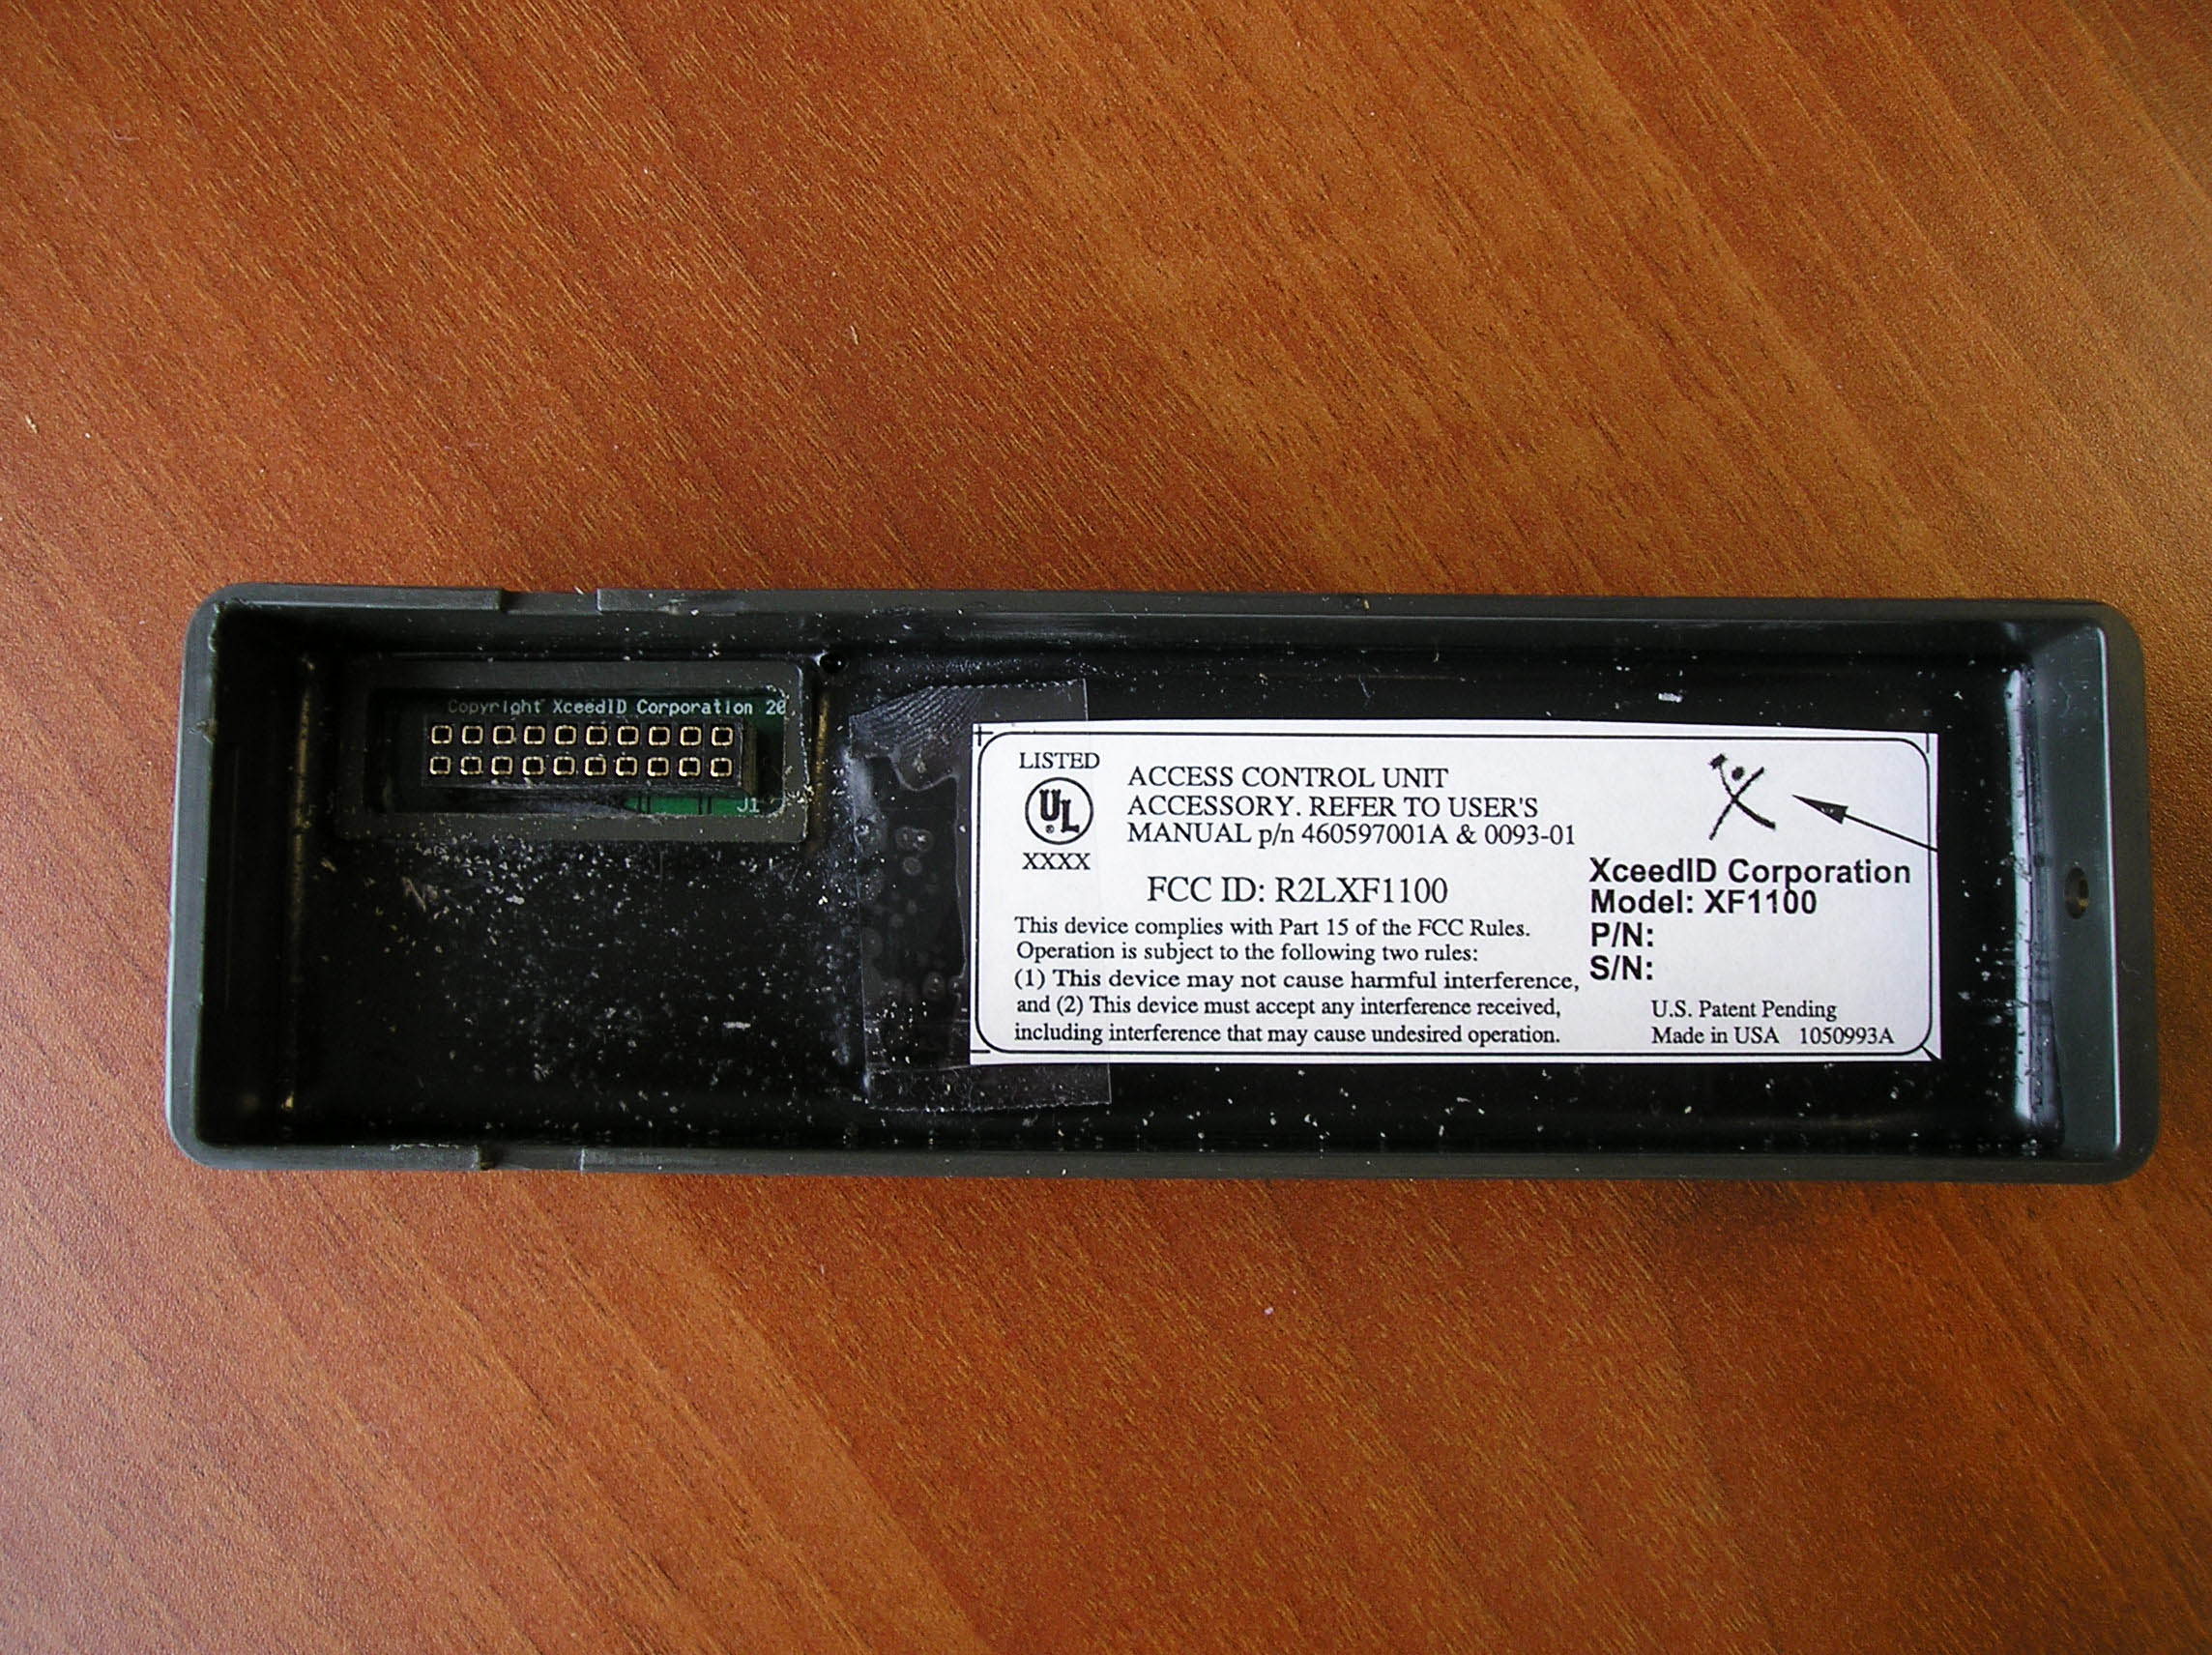 Copyright XceedID Corporation 20
J1
LISTED
UL
®
XXXX
ACCESS CONTROL UNIT
ACCESSORY. REFER TO USER'S
MANUAL p/n 460597001A & 0093-01
FCC ID: R2LXF1100
This device complies with Part 15 of the FCC Rules.
Operation is subject to the following two rules:
(1) This device may not cause harmful interference,
and (2) This device must accept any interference received,
including interference that may cause undesired operation.
XceedID Corporation
Model: XF1100
P/N:
S/N:
U.S. Patent Pending
Made in USA 1050993A